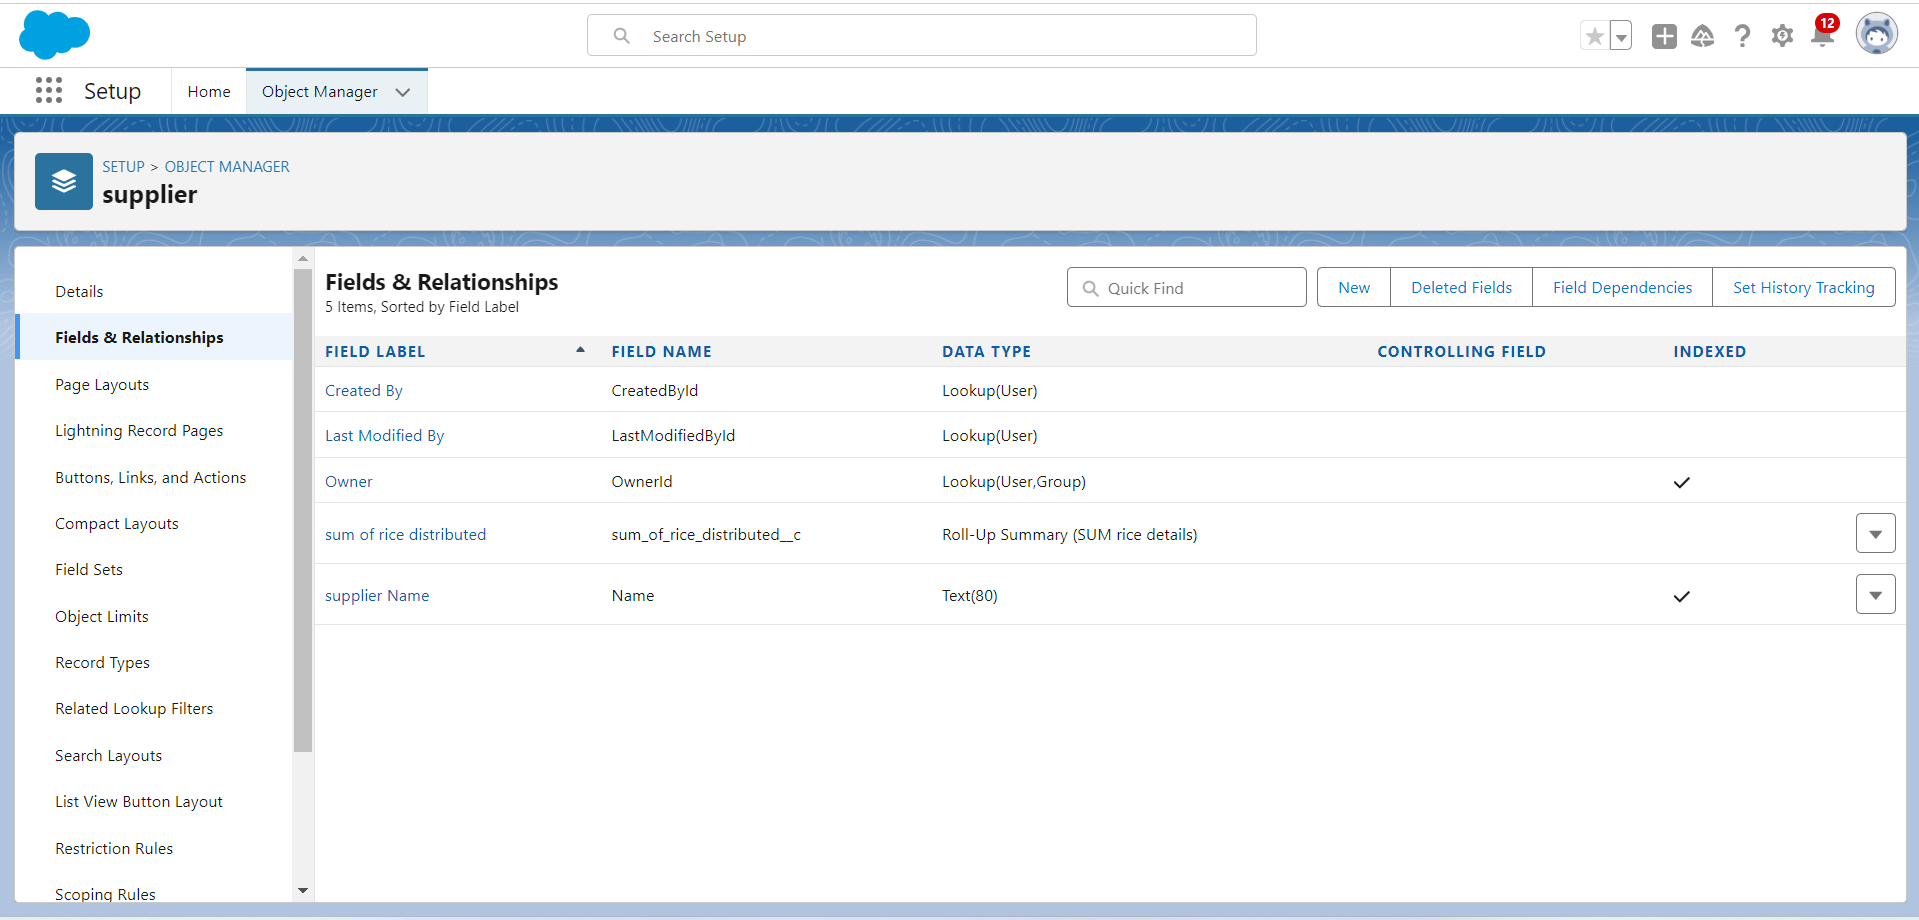 Search Setup
12
Setup
Home
Object Manager
SETUP > OBJECT MANAGER
supplier
Details
Fields & Relationships
Page Layouts
Lightning Record Pages
Buttons, Links, and Actions
Compact Layouts
Field Sets
Object Limits
Record Types
Related Lookup Filters
Search Layouts
List View Button Layout
Restriction Rules
Scoping Rules
Fields & Relationships
5 Items, Sorted by Field Label
Quick Find
New
Deleted Fields
Field Dependencies
Set History Tracking
FIELD LABEL FIELD NAME DATA TYPE CONTROLLING FIELD INDEXED
Created By CreatedById Lookup(User)
Last Modified By LastModifiedById Lookup(User)
Owner OwnerId Lookup(User,Group)
sum of rice distributed sum_of_rice_distributed__c Roll-Up Summary (SUM rice details)
supplier Name Name Text(80)